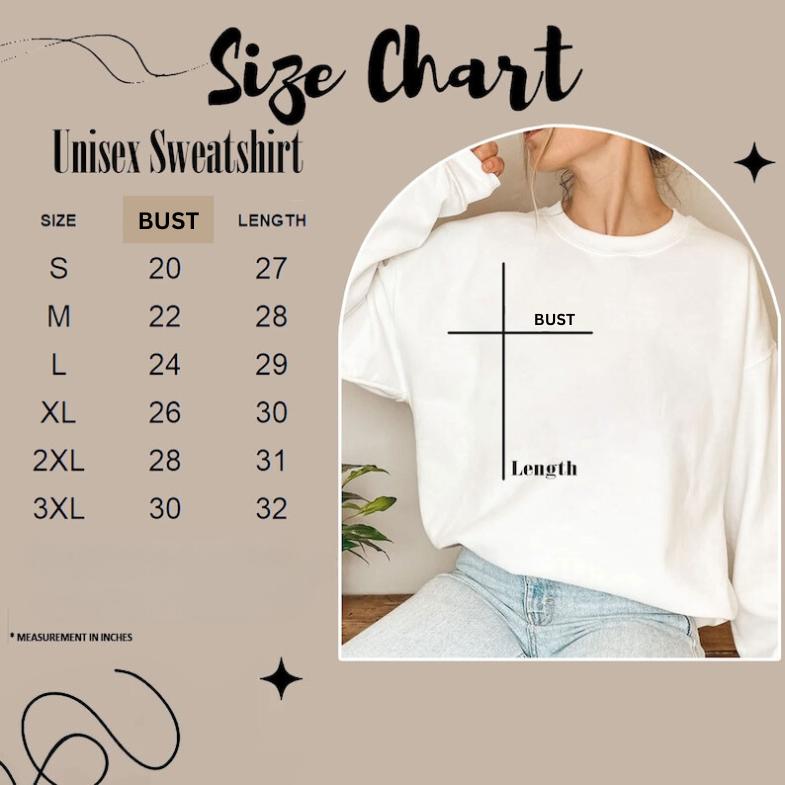 Size Chart
Unisex Sweatshirt
SIZE BUST LENGTH
S 20 27
M 22 28
L 24 29
XL 26 30
2XL 28 31
3XL 30 32
* MEASUREMENT IN INCHES
BUST
Length